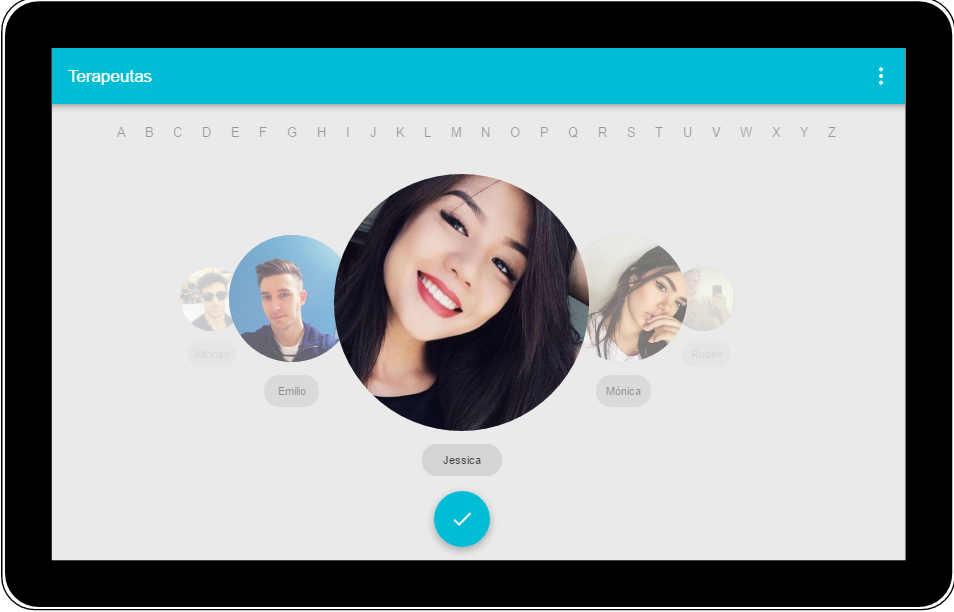 Terapeutas
A B C D E F G H I J K L M N O P Q R S T U V W X Y Z
Alfonso
Rubén
Emilio
Mónica
Jessica